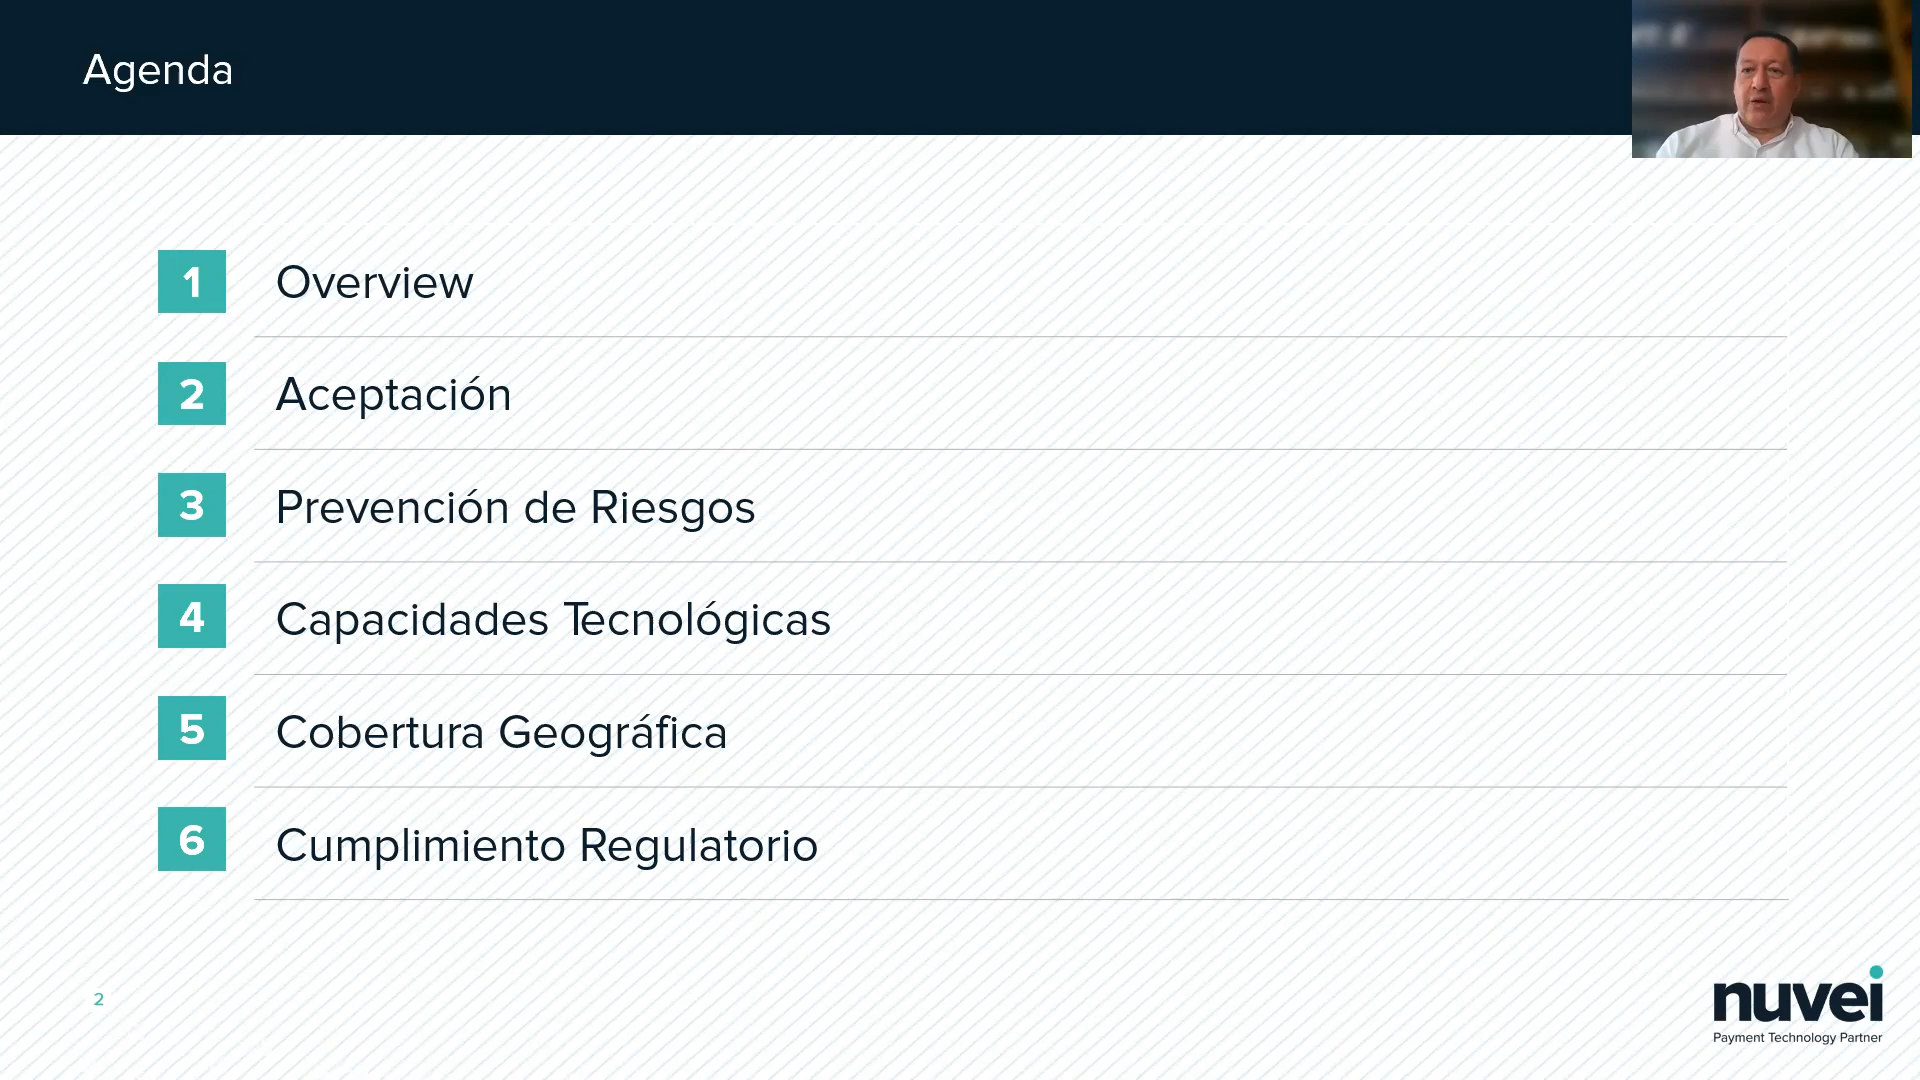 Agenda
1 Overview
2 Aceptación
3 Prevención de Riesgos
4 Capacidades Tecnológicas
5 Cobertura Geográfica
6 Cumplimiento Regulatorio
2
nuvei
Payment Technology Partner